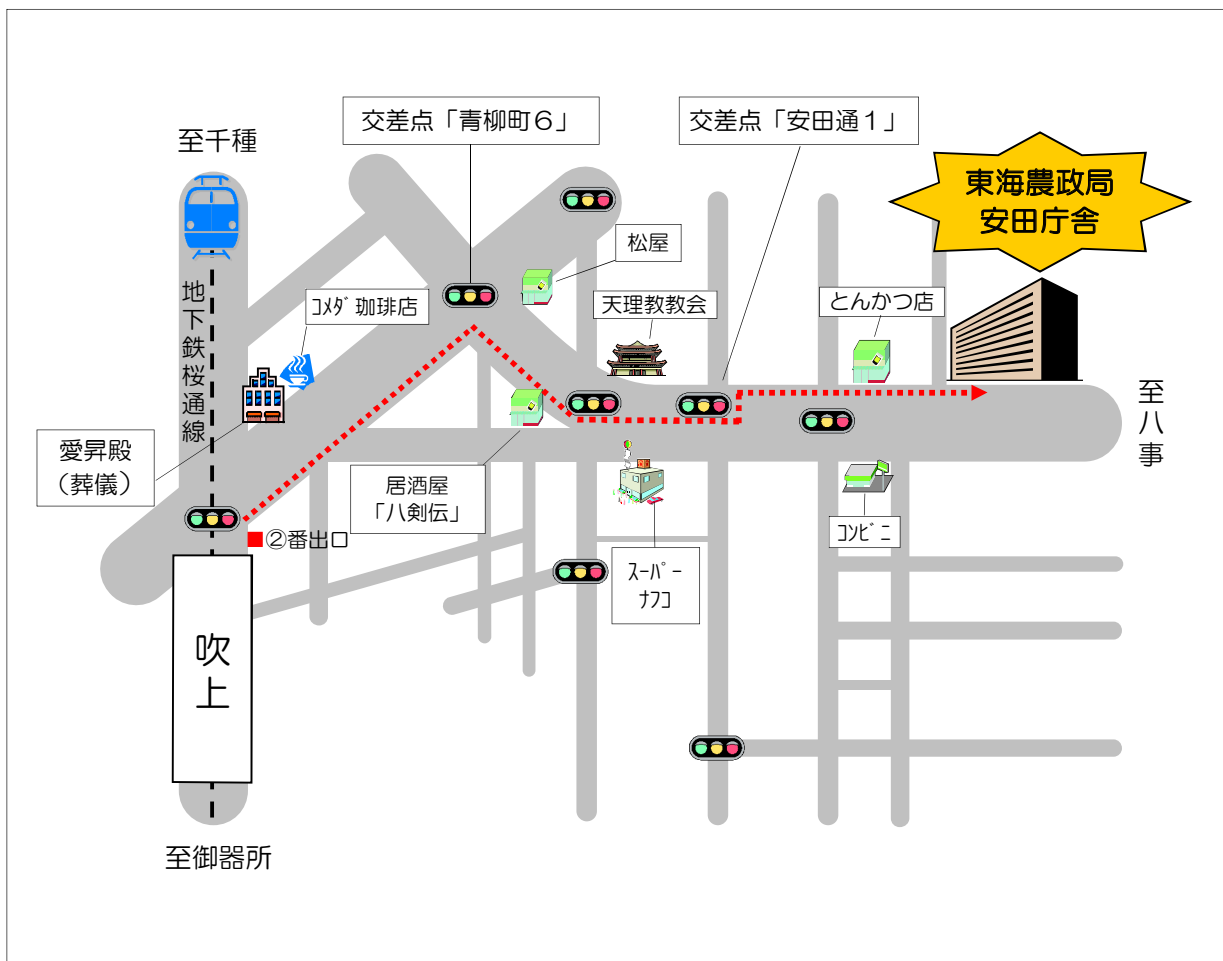 交差点「青柳町６」
交差点「安田通１」
至千種
東海農政局
安田庁舎
松屋
地下鉄桜通線
ｺﾒﾀﾞ珈琲店
天理教教会
とんかつ店
至八事
愛昇殿
（葬儀）
居酒屋
「八剣伝」
②番出口
ｺﾝﾋﾞﾆ
ｽｰﾊﾟｰ
ﾅﾌｺ
吹上
至御器所